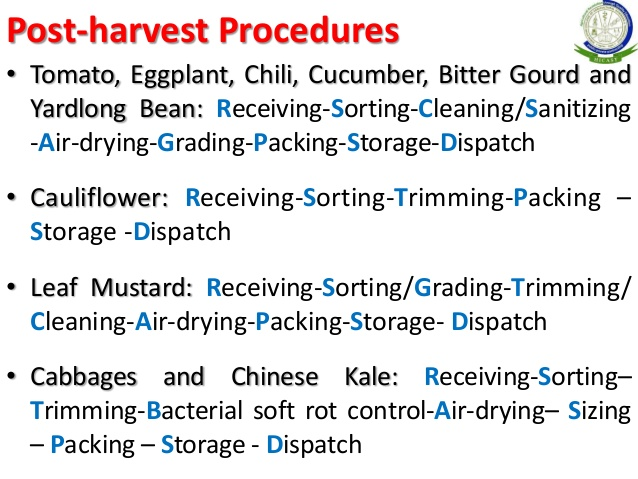 Post-harvest Procedures
• Tomato, Eggplant, Chili, Cucumber, Bitter Gourd and
Yardlong Bean: Receiving-Sorting-Cleaning/Sanitizing
-Air-drying-Grading-Packing-Storage-Dispatch
• Cauliflower: Receiving-Sorting-Trimming-Packing –
Storage -Dispatch
• Leaf Mustard: Receiving-Sorting/Grading-Trimming/
Cleaning-Air-drying-Packing-Storage- Dispatch
• Cabbages and Chinese Kale: Receiving-Sorting–
Trimming-Bacterial soft rot control-Air-drying– Sizing
– Packing – Storage - Dispatch